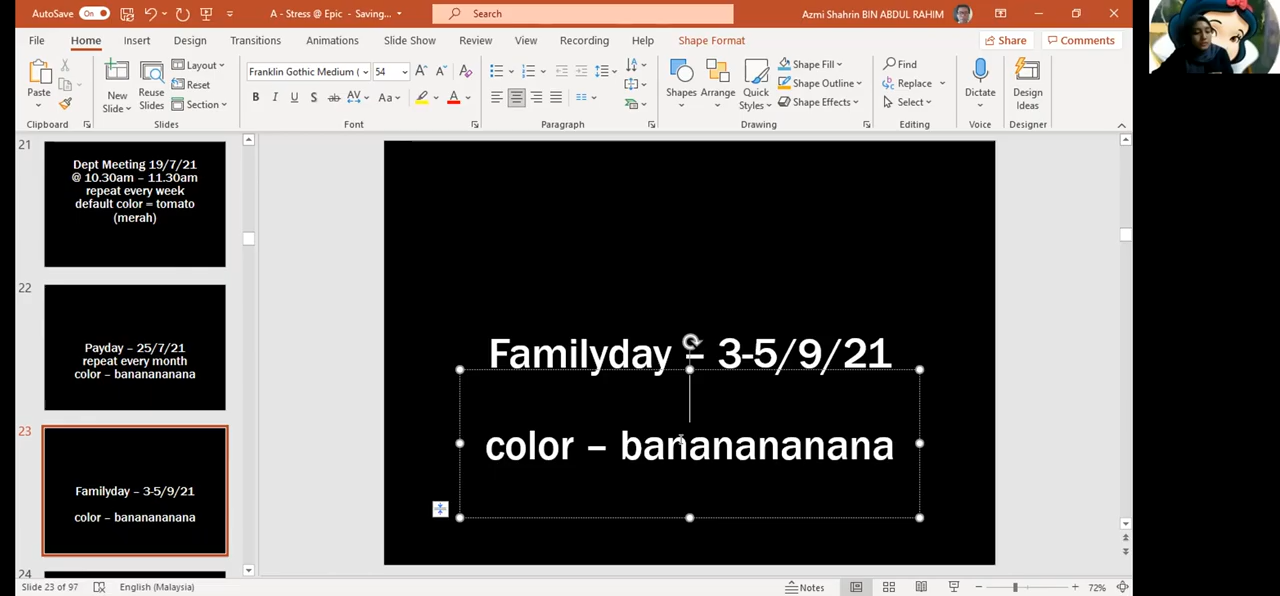 AutoSave
On
A - Stress @ Epic - Saving...
Search
Azmi Shahrin BIN ABDUL RAHIM
File
Home
Insert
Design
Transitions
Animations
Slide Show
Review
View
Recording
Help
Shape Format
Share
Comments
Paste
New
Slide
Reuse
Slides
Layout
Reset
Section
Franklin Gothic Medium (
54
Shapes
Arrange
Quick
Styles
Shape Fill
Shape Outline
Shape Effects
Find
Replace
Select
Dictate
Design
Ideas
Clipboard
Slides
Font
Paragraph
Drawing
Editing
Voice
Designer
21
Dept Meeting 19/7/21
@ 10.30am – 11.30am
repeat every week
default color = tomato
(merah)
22
Payday – 25/7/21
repeat every month
color – banananana
23
Familyday – 3-5/9/21
color – banananana
24
Familyday – 3-5/9/21
color – banananana
Slide 23 of 97
English (Malaysia)
Notes
72%